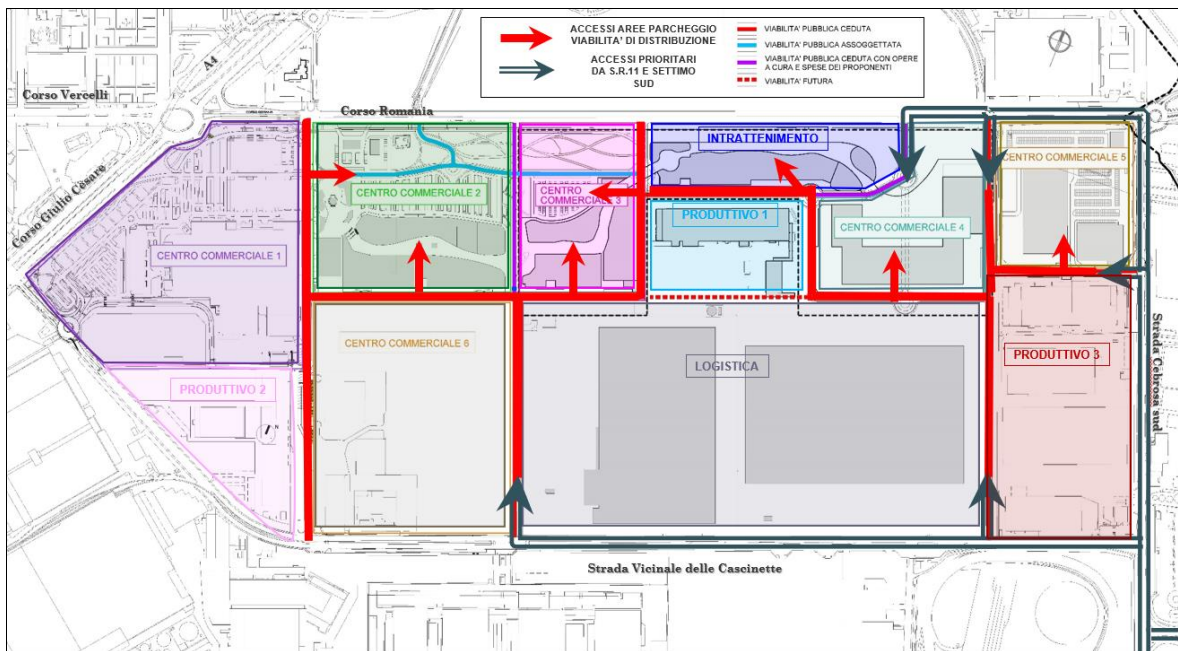 ACCESSI AREE PARCHEGGIO
VIABILITA' DI DISTRIBUZIONE
ACCESSI PRIORITARI
DA S.R.11 E SETTIMO
SUD
VIABILITA' PUBBLICA CEDUTA
VIABILITA' PUBBLICA ASSOGGETTATA
VIABILITA' PUBBLICA CEDUTA CON OPERE
A CURA E SPESE DEI PROPONENTI
VIABILITA' FUTURA
A4
Corso Vercelli
Corso Romania
Corso Giulio Cesare
INTRATTENIMENTO
CENTRO COMMERCIALE 5
CENTRO COMMERCIALE 2
CENTRO
COMMERCIALE 3
PRODUTTIVO 1
CENTRO COMMERCIALE 4
CENTRO COMMERCIALE 1
CENTRO COMMERCIALE 6
LOGISTICA
PRODUTTIVO 3
PRODUTTIVO 2
Strada Cebrosa sud
Strada Vicinale delle Cascinette